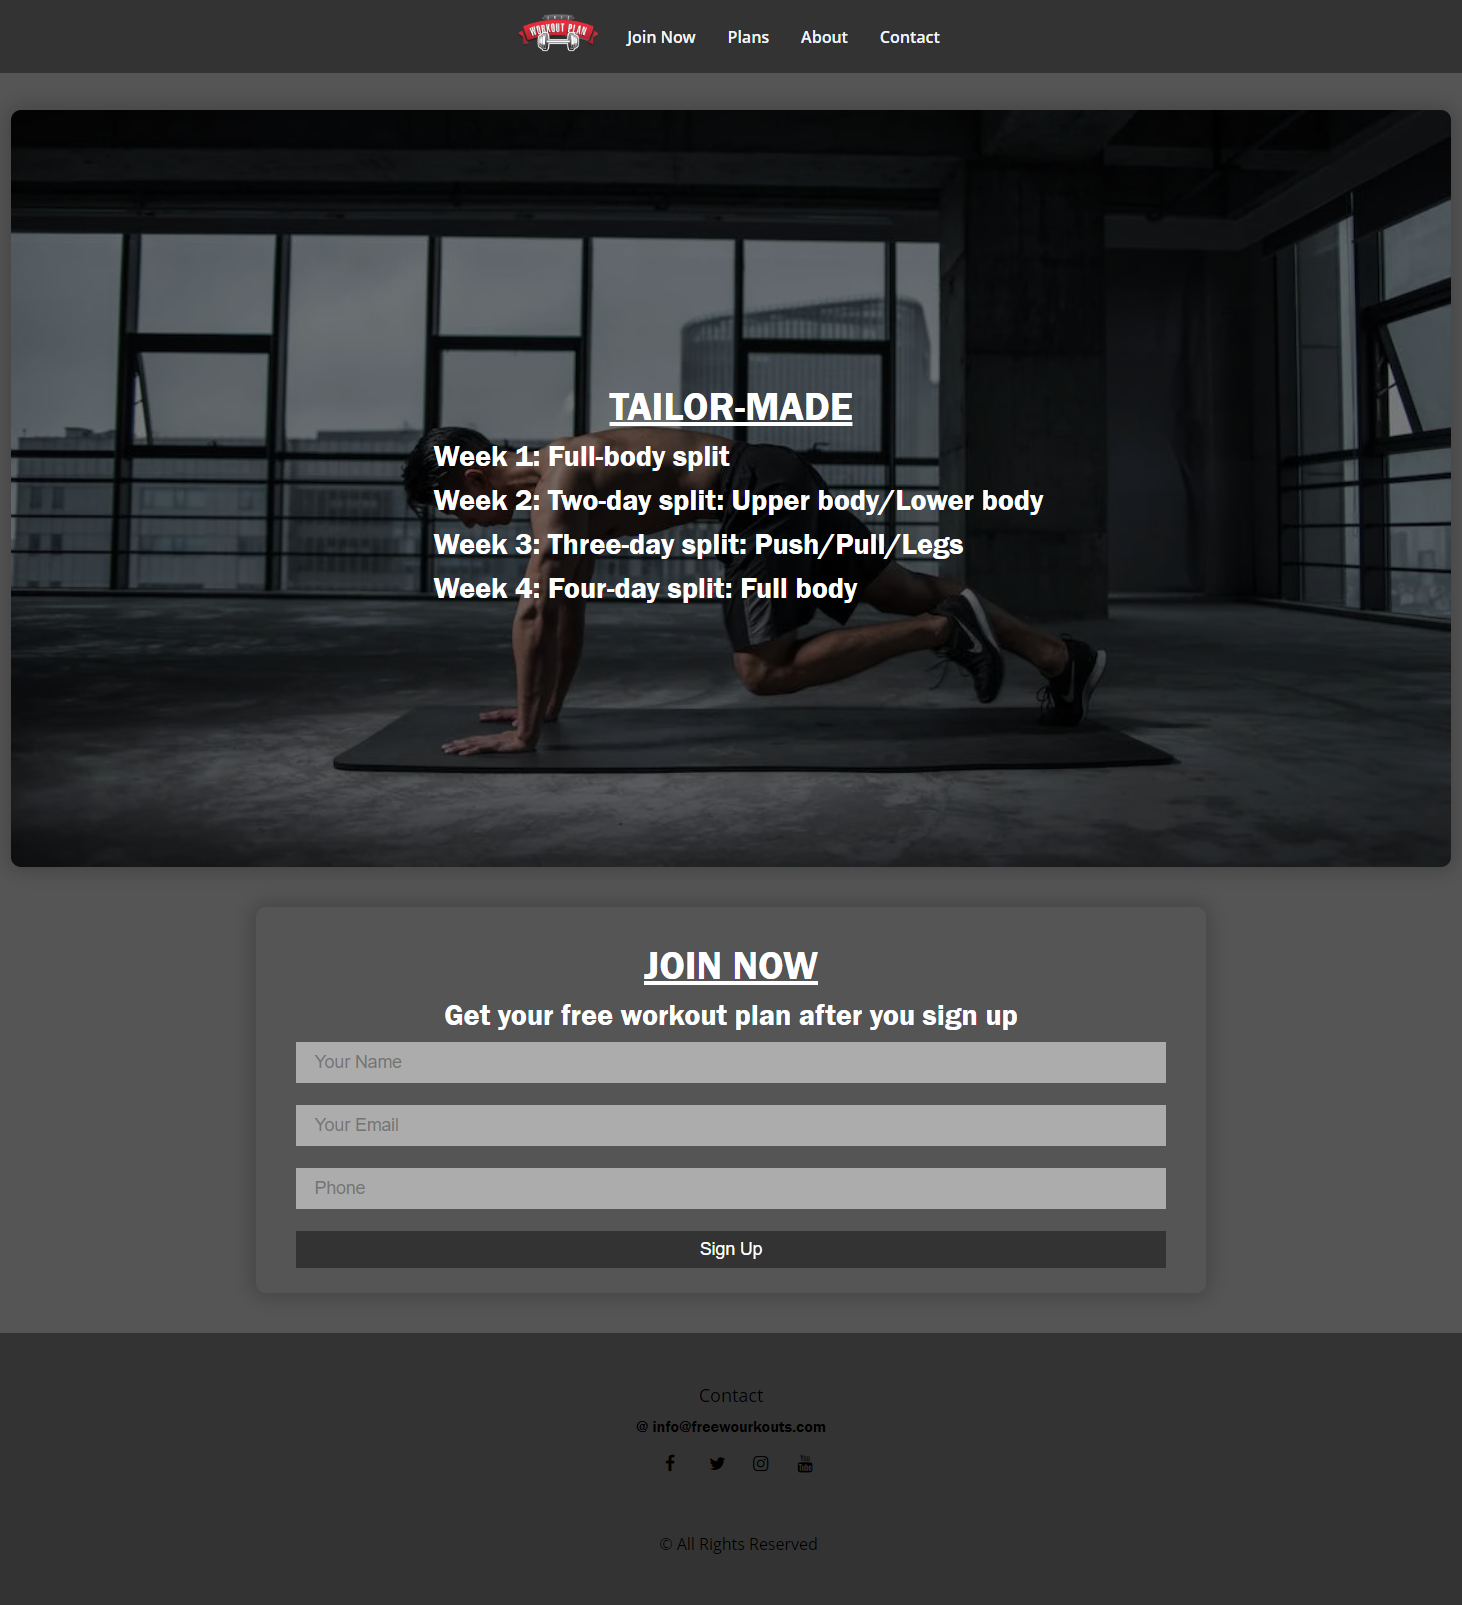 WORKOUT PLAN
Join Now
Plans
About
Contact
TAILOR-MADE
Week 1: Full-body split
Week 2: Two-day split: Upper body/Lower body
Week 3: Three-day split: Push/Pull/Legs
Week 4: Four-day split: Full body
JOIN NOW
Get your free workout plan after you sign up
Your Name
Your Email
Phone
Sign Up
Contact
@ info@freewourkouts.com
You
Tube
© All Rights Reserved